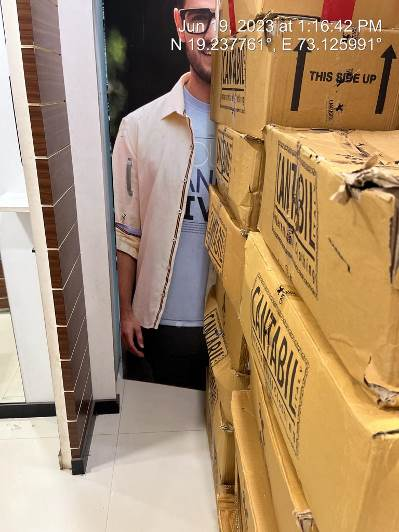 Jun 19, 2023 at 1:16:42 PM
N 19.237761°, E 73.125991°
THIS SIDE UP
CANTABIL
CANTABIL
CANTABIL
CANTABIL
CANTABIL
CANTABIL